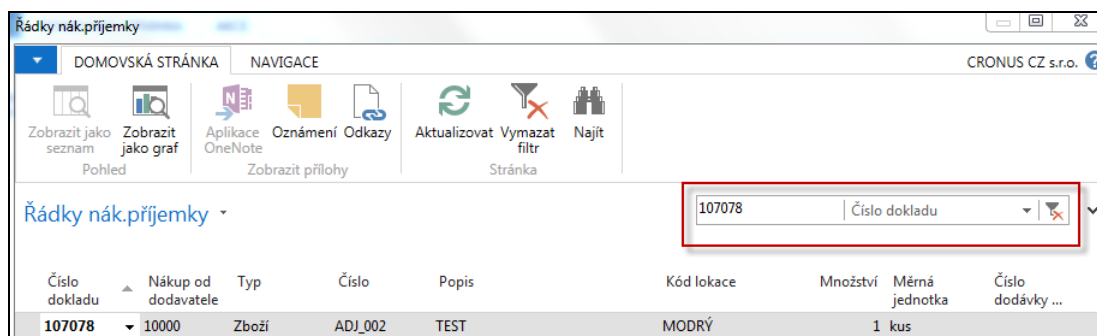 Řádky nák.příjemky
DOMOVSKÁ STRÁNKA NAVIGACE CRONUS CZ s.r.o.
Zobrazit jako seznam
Zobrazit jako graf
Aplikace OneNote
Oznámení
Odkazy
Aktualizovat
Vymazat filtr
Najít
Pohled Zobrazit přílohy Stránka
Řádky nák.příjemky 107078 Číslo dokladu
Číslo dokladu Nákup od dodavatele Typ Číslo Popis Kód lokace Množství Měrná jednotka Číslo dodávky ...
107078 10000 Zboží ADJ_002 TEST MODRÝ 1 kus